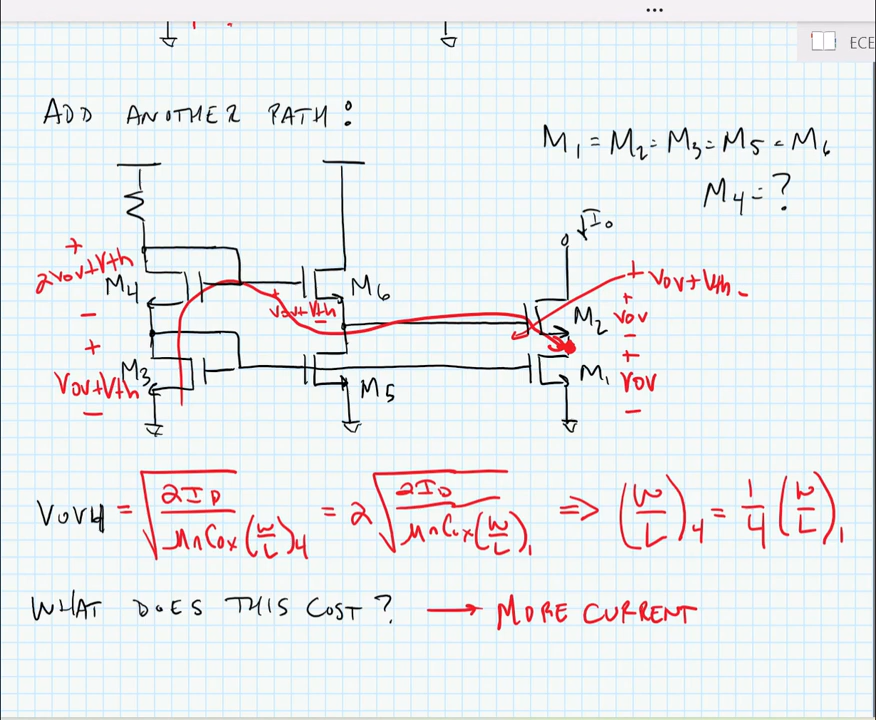 ECE
ADD ANOTHER PATH:
M1 = M2 = M3 = M5 = M6
M4 = ?
I0
+
2Vov+Vth
M4
-
M6
+
Vov+Vth
-
+ Vov+Vth -
M2
+
Vov
-
+
Vov+Vth
-
M3
M5
M1
+
Vov
-
Vov4 = √(2ID / μnCox(W/L)4) = 2√(2ID / μnCox(W/L)1) => (W/L)4 = 1/4 (W/L)1
WHAT DOES THIS COST? → MORE CURRENT